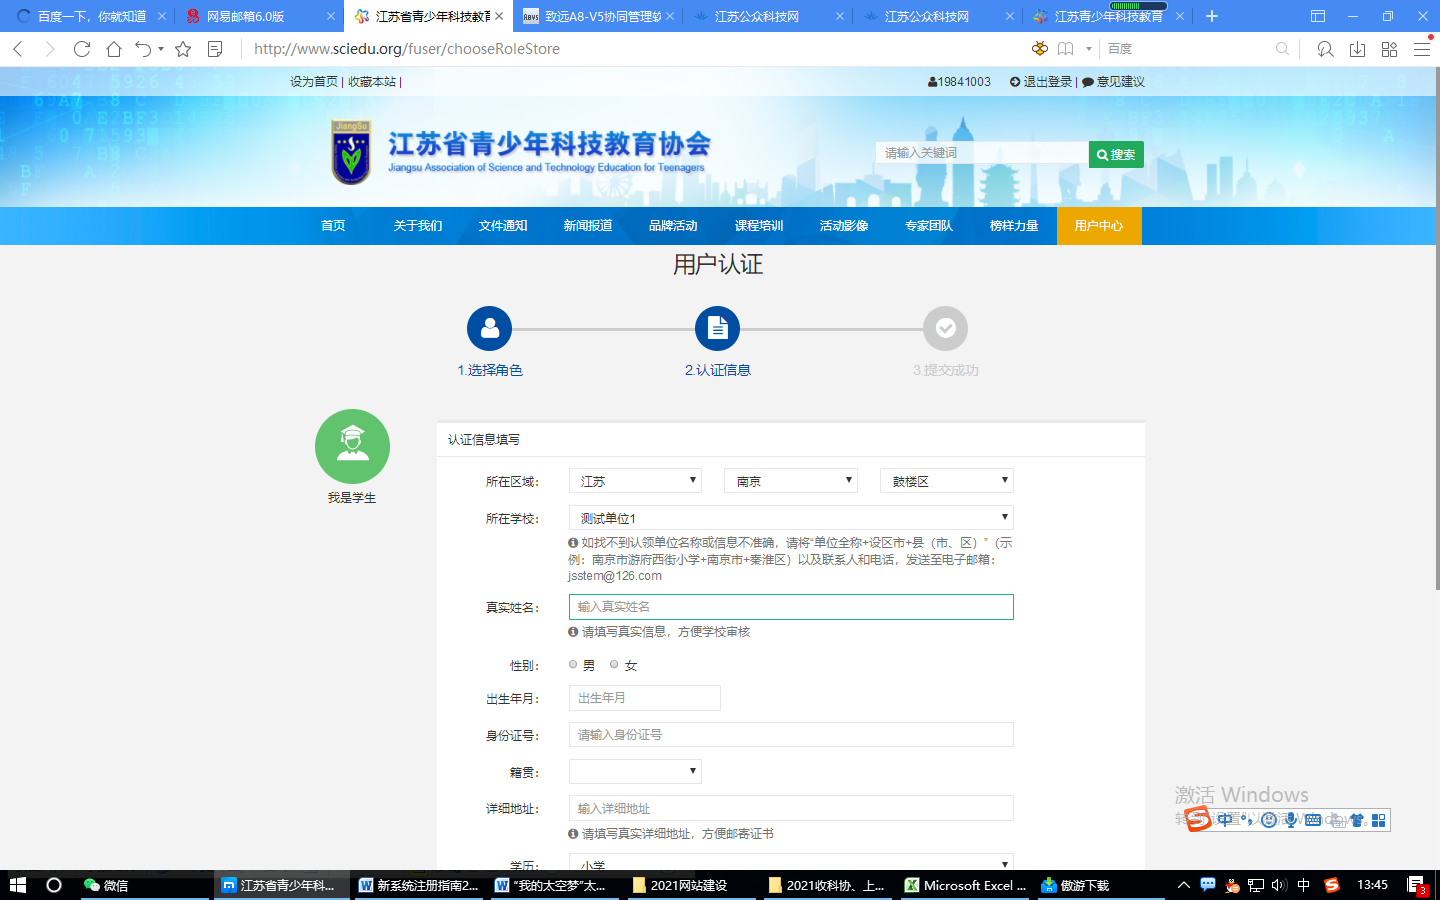 百度一下，你就知道
网易邮箱6.0版
江苏省青少年科技教育
致远A8-V5协同管理软
江苏公众科技网
江苏公众科技网
江苏青少年科技教育
http://www.sciedu.org/fuser/chooseRoleStore
百度
设为首页 | 收藏本站 |
19841003 退出登录 | 意见建议
JiangSu
江苏省青少年科技教育协会
Jiangsu Association of Science and Technology Education for Teenagers
请输入关键词
搜索
首页 关于我们 文件通知 新闻报道 品牌活动 课程培训 活动影像 专家团队 榜样力量 用户中心
用户认证
1.选择角色
2.认证信息
3.提交成功
我是学生
认证信息填写
所在区域： 江苏 南京 鼓楼区
所在学校： 测试单位1
如找不到认领单位名称或信息不准确，请将“单位全称+设区市+县（市、区）”（示
例：南京市游府西街小学+南京市+秦淮区）以及联系人和电话，发送至电子邮箱：
jsstem@126.com
真实姓名： 输入真实姓名
请填写真实信息，方便学校审核
性别： 男 女
出生年月： 出生年月
身份证号： 请输入身份证号
籍贯：
详细地址： 输入详细地址
请填写真实详细地址，方便邮寄证书
学历： 小学
激活 Windows
中
微信
江苏省青少年科...
新系统注册指南2...
“我的太空梦”太...
2021网站建设
2021收科协、上...
Microsoft Excel ...
傲游下载
中
13:45
3